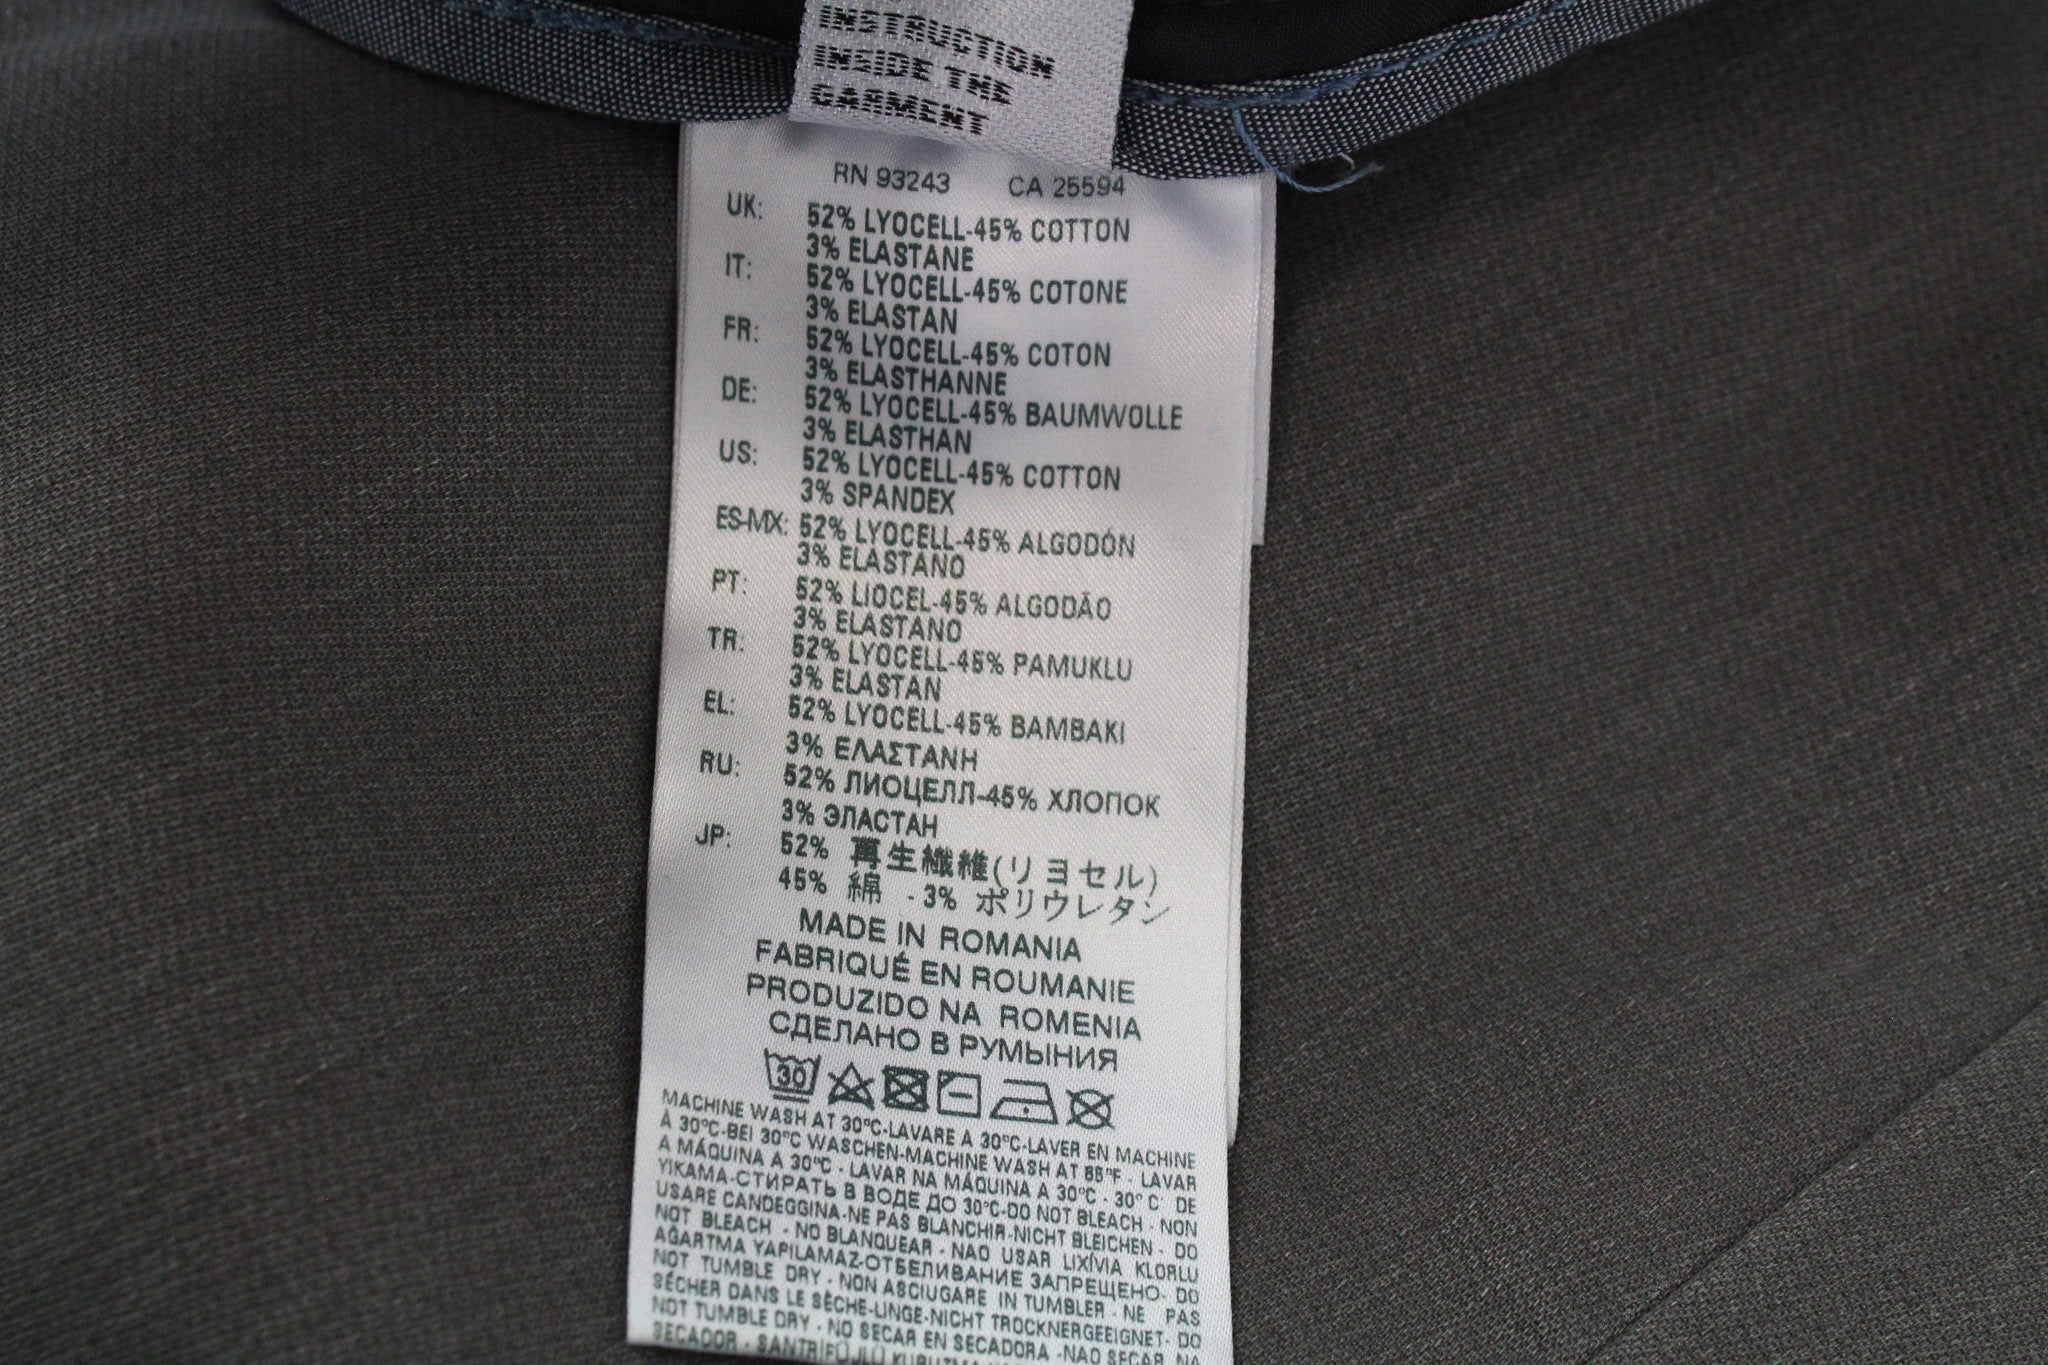 INSTRUCTION
INSIDE THE
GARMENT
RN 93243 CA 25594
UK: 52% LYOCELL-45% COTTON
3% ELASTANE
IT: 52% LYOCELL-45% COTONE
3% ELASTAN
FR: 52% LYOCELL-45% COTON
3% ELASTHANNE
DE: 52% LYOCELL-45% BAUMWOLLE
3% ELASTHAN
US: 52% LYOCELL-45% COTTON
3% SPANDEX
ES-MX: 52% LYOCELL-45% ALGODÓN
3% ELASTANO
PT: 52% LIOCEL-45% ALGODÃO
3% ELASTANO
TR: 52% LYOCELL-45% PAMUKLU
3% ELASTAN
EL: 52% LYOCELL-45% BAMBAKI
3% ΕΛΑΣΤΑΝΗ
RU: 52% ЛИОЦЕЛЛ-45% ХЛОПОК
3% ЭЛАСТАН
JP: 52% 再生繊維(リヨセル)
45% 綿 - 3% ポリウレタン
MADE IN ROMANIA
FABRIQUÉ EN ROUMANIE
PRODUZIDO NA ROMENIA
СДЕЛАНО В РУМЫНИЯ
30
MACHINE WASH AT 30°C-LAVARE A 30°C-LAVER EN MACHINE
À 30°C-BEI 30°C WASCHEN-MACHINE WASH AT 85°F - LAVAR
A MÁQUINA A 30°C - LAVAR NA MÁQUINA A 30°C - 30° C' DE
YIKAMA-СТИРАТЬ В ВОДЕ ДО 30°C-DO NOT BLEACH - NON
USARE CANDEGGINA-NE PAS BLANCHIR-NICHT BLEICHEN - DO
NOT BLEACH - NO BLANQUEAR - NAO USAR LIXÍVIA KLORLU
AĞARTMA YAPILAMAZ-ОТБЕЛИВАНИЕ ЗАПРЕЩЕНО- DO
NOT TUMBLE DRY - NON ASCIUGARE IN TUMBLER - NE PAS
SÉCHER DANS LE SÈCHE-LINGE-NICHT TROCKNERGEEIGNET- DO
NOT TUMBLE DRY - NO SECAR EN SECADORA -NAO SECAR NA
SECADOR -